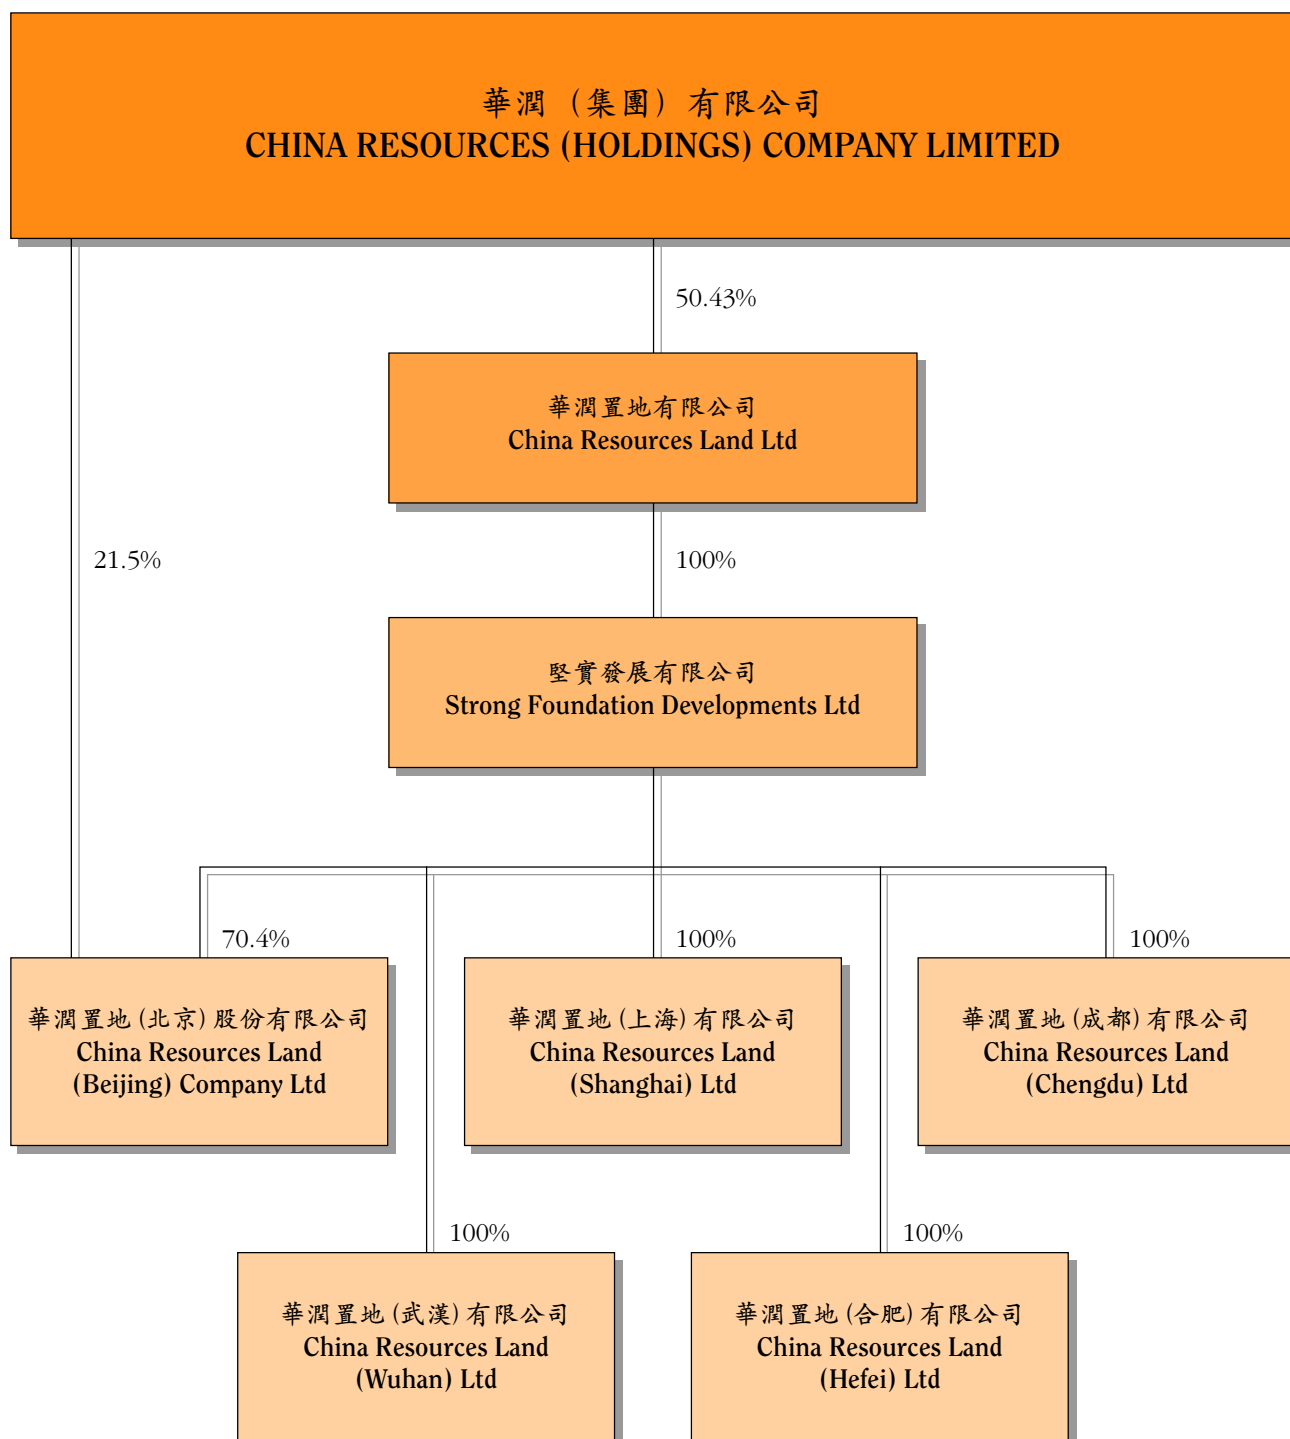 華潤（集團）有限公司
CHINA RESOURCES (HOLDINGS) COMPANY LIMITED
50.43%
華潤置地有限公司
China Resources Land Ltd
21.5%
100%
堅實發展有限公司
Strong Foundation Developments Ltd
70.4%
100%
100%
華潤置地(北京)股份有限公司
China Resources Land
(Beijing) Company Ltd
華潤置地(上海)有限公司
China Resources Land
(Shanghai) Ltd
華潤置地(成都)有限公司
China Resources Land
(Chengdu) Ltd
100%
100%
華潤置地(武漢)有限公司
China Resources Land
(Wuhan) Ltd
華潤置地(合肥)有限公司
China Resources Land
(Hefei) Ltd